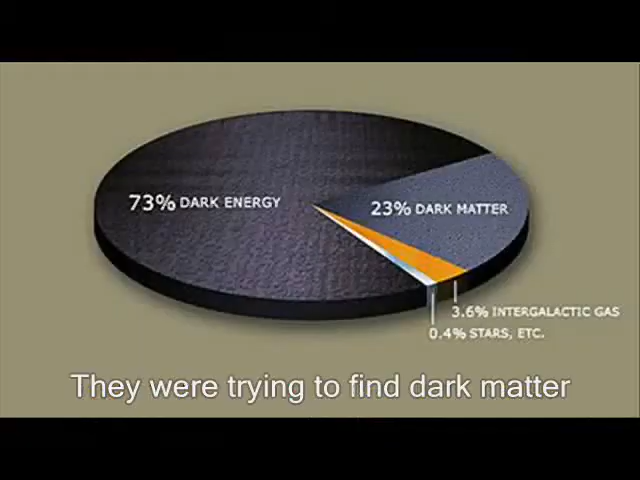 73% DARK ENERGY
23% DARK MATTER
3.6% INTERGALACTIC GAS
0.4% STARS, ETC.
They were trying to find dark matter